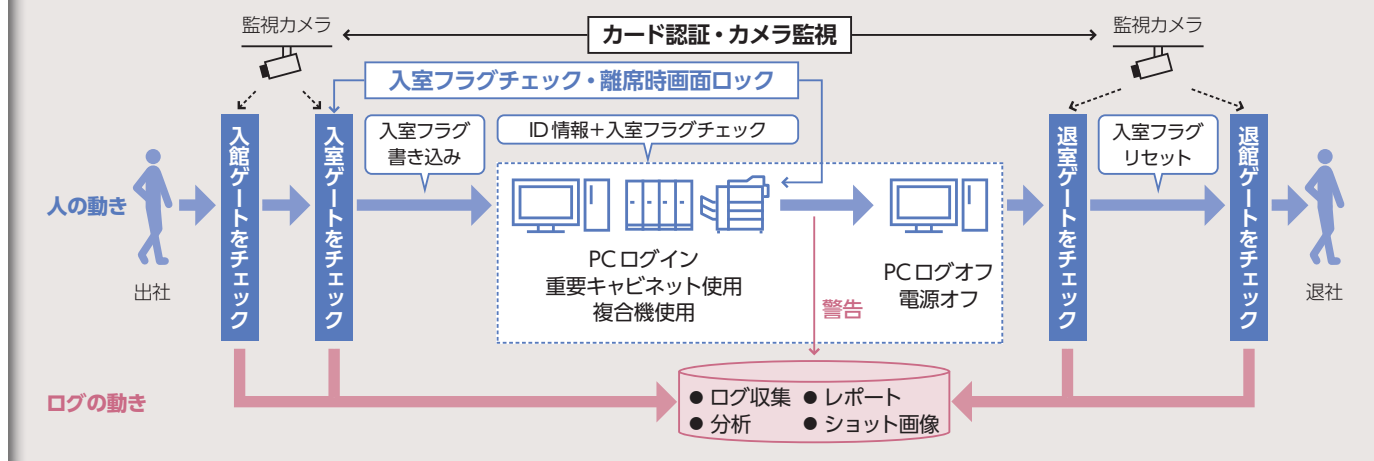 監視カメラ
カード認証・カメラ監視
監視カメラ
入室フラグチェック・離席時画面ロック
入館ゲートをチェック
入室ゲートをチェック
入室フラグ
書き込み
ID情報+入室フラグチェック
退室ゲートをチェック
入室フラグ
リセット
退館ゲートをチェック
人の動き
出社
PCログイン
重要キャビネット使用
複合機使用
PCログオフ
電源オフ
退社
警告
ログの動き
● ログ収集 ● レポート
● 分析 ● ショット画像